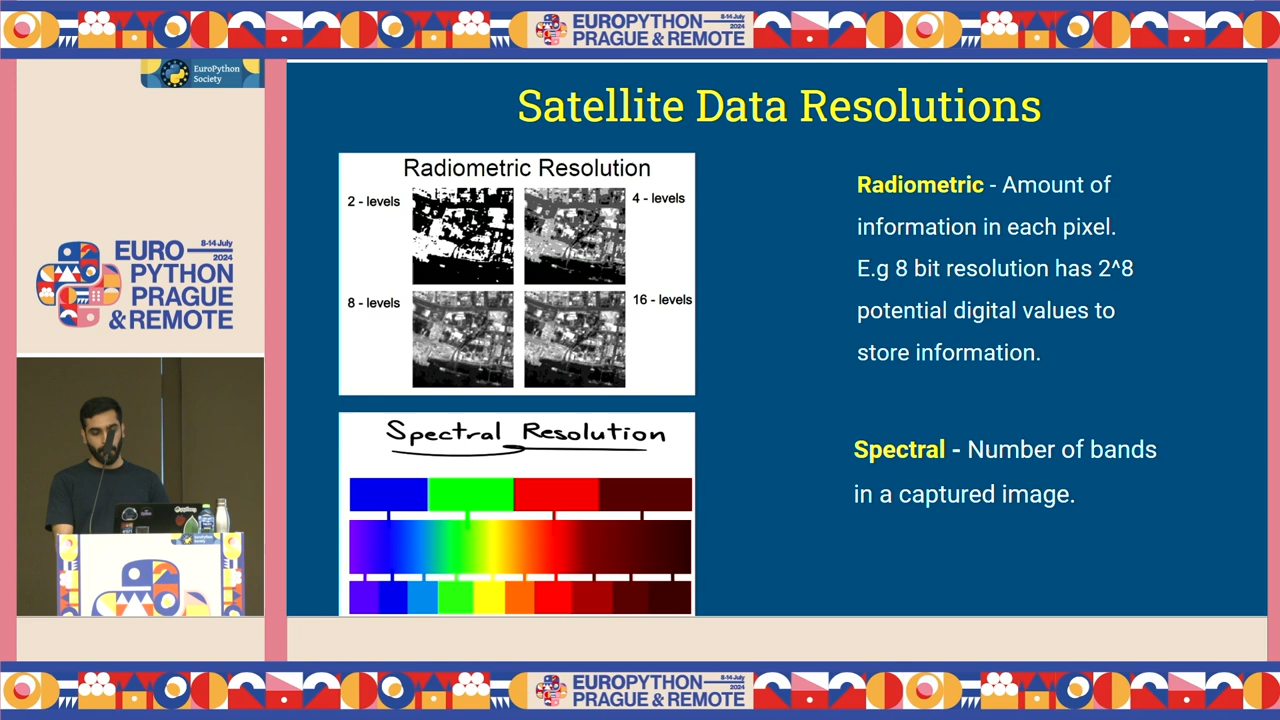 EUROPYTHON
PRAGUE & REMOTE
8-14 July
2024
EuroPython
Society
Satellite Data Resolutions
Radiometric Resolution
2 - levels
4 - levels
8 - levels
16 - levels
Radiometric - Amount of
information in each pixel.
E.g 8 bit resolution has 2^8
potential digital values to
store information.
EURO
8-14 July
2024
PYTHON
PRAGUE
& REMOTE
Spectral Resolution
Spectral - Number of bands
in a captured image.
EuroPython
Society
EUROPYTHON
PRAGUE & REMOTE
8-14 July
2024